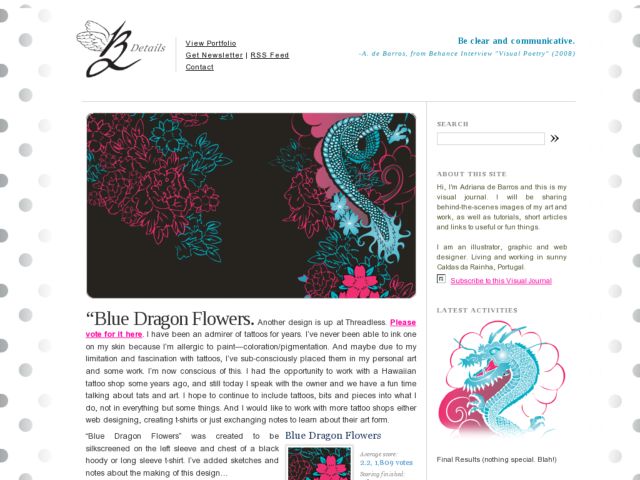 Details
View Portfolio
Get Newsletter | RSS Feed
Contact
Be clear and communicative.
-A. de Barros, from Behance Interview "Visual Poetry" (2008)
“Blue Dragon Flowers. Another design is up at Threadless. Please
vote for it here. I have been an admirer of tattoos for years. I've never been able to ink one
on my skin because I'm allergic to paint—coloration/pigmentation. And maybe due to my
limitation and fascination with tattoos, I've sub-consciously placed them in my personal art
and some work. I'm now conscious of this. I had the opportunity to work with a Hawaiian
tattoo shop some years ago, and still today I speak with the owner and we have a fun time
talking about tats and art. I hope to continue to include tattoos, bits and pieces into what I
do, not in everything but some things. And I would to work with more tattoo shops either
web designing, creating t-shirts or just exchanging notes to learn about their art form.
“Blue Dragon Flowers” was created to be
silkscreened on the left sleeve and chest of a black
hoody or long sleeve t-shirt. I've added sketches and
notes about the making of this design…
Blue Dragon Flowers
Average score:
2.2, 1,809 votes
Scoring finished:
SEARCH
»
ABOUT THIS SITE
Hi, I'm Adriana de Barros and this is my
visual journal. I will be sharing
behind-the-scenes images of my art and
work, as well as tutorials, short articles
and links to useful or fun things.
I am an illustrator, graphic and web
designer. Living and working in sunny
Caldas da Rainha, Portugal.
Subscribe to this Visual Journal
LATEST ACTIVITIES
Final Results (nothing special. Blah!)